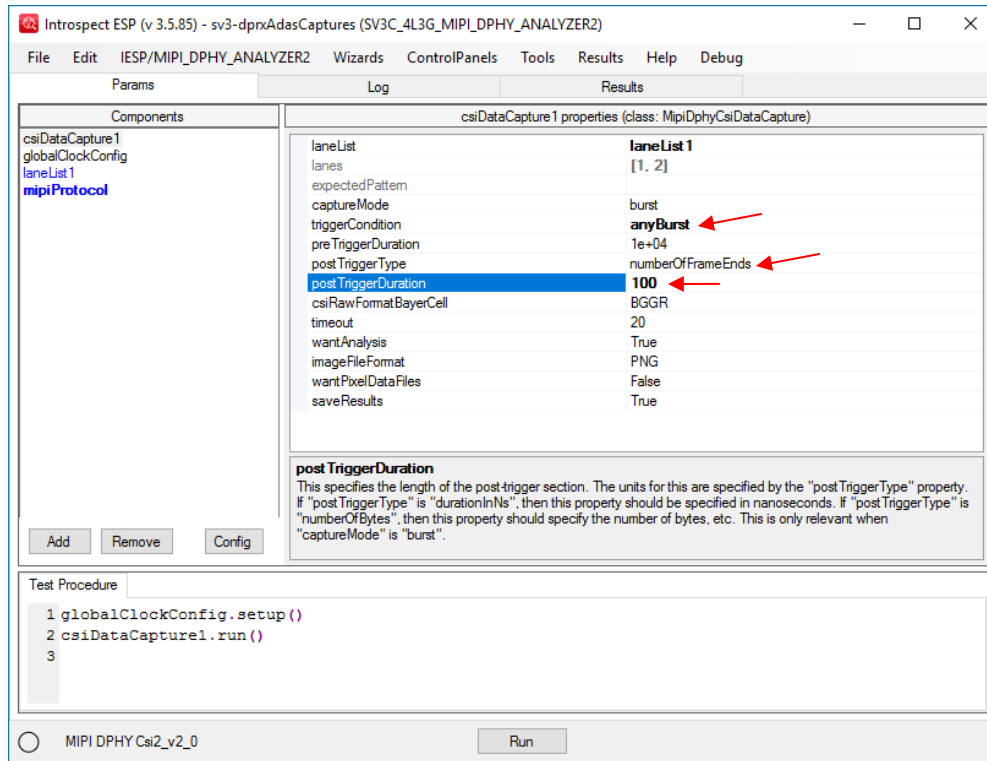 Introspect ESP (v 3.5.85) - sv3-dprxAdasCaptures (SV3C_4L3G_MIPI_DPHY_ANALYZER2)
File Edit IESP/MIPI_DPHY_ANALYZER2 Wizards ControlPanels Tools Results Help Debug
Params Log Results
Components
csiDataCapture1
globalClockConfig
laneList1
mipiProtocol
Add Remove Config
csiDataCapture1 properties (class: MipiDphyCsiDataCapture)
laneList laneList1
lanes [1, 2]
expectedPattern
captureMode burst
triggerCondition anyBurst
preTriggerDuration 1e+04
postTriggerType numberOfFrameEnds
postTriggerDuration 100
csiRawFormatBayerCell BGGR
timeout 20
wantAnalysis True
imageFileFormat PNG
wantPixelDataFiles False
saveResults True
postTriggerDuration
This specifies the length of the post-trigger section. The units for this are specified by the "postTriggerType" property.
If "postTriggerType" is "durationInNs", then this property should be specified in nanoseconds. If "postTriggerType" is
"numberOfBytes", then this property should specify the number of bytes, etc. This is only relevant when
"captureMode" is "burst".
Test Procedure
1 globalClockConfig.setup()
2 csiDataCapture1.run()
3
MIPI DPHY Csi2_v2_0 Run